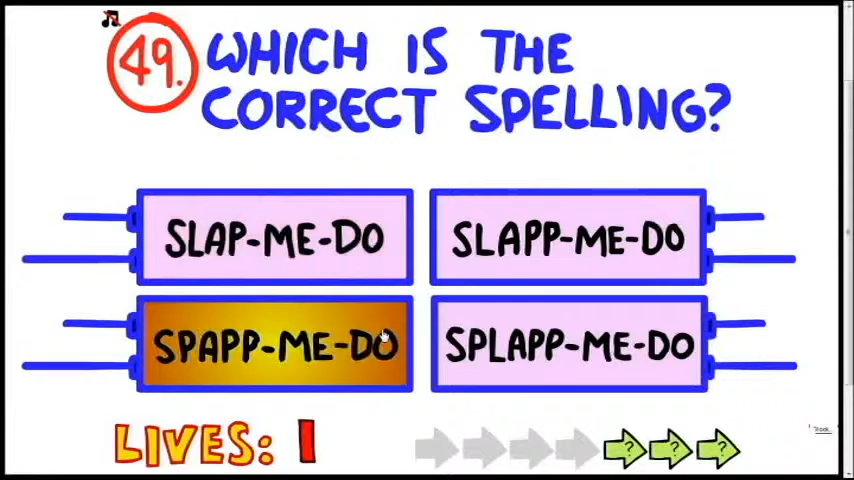 49. WHICH IS THE
CORRECT SPELLING?
SLAP-ME-DO
SLAPP-ME-DO
SPAPP-ME-DO
SPLAPP-ME-DO
LIVES: 1
? ? ?